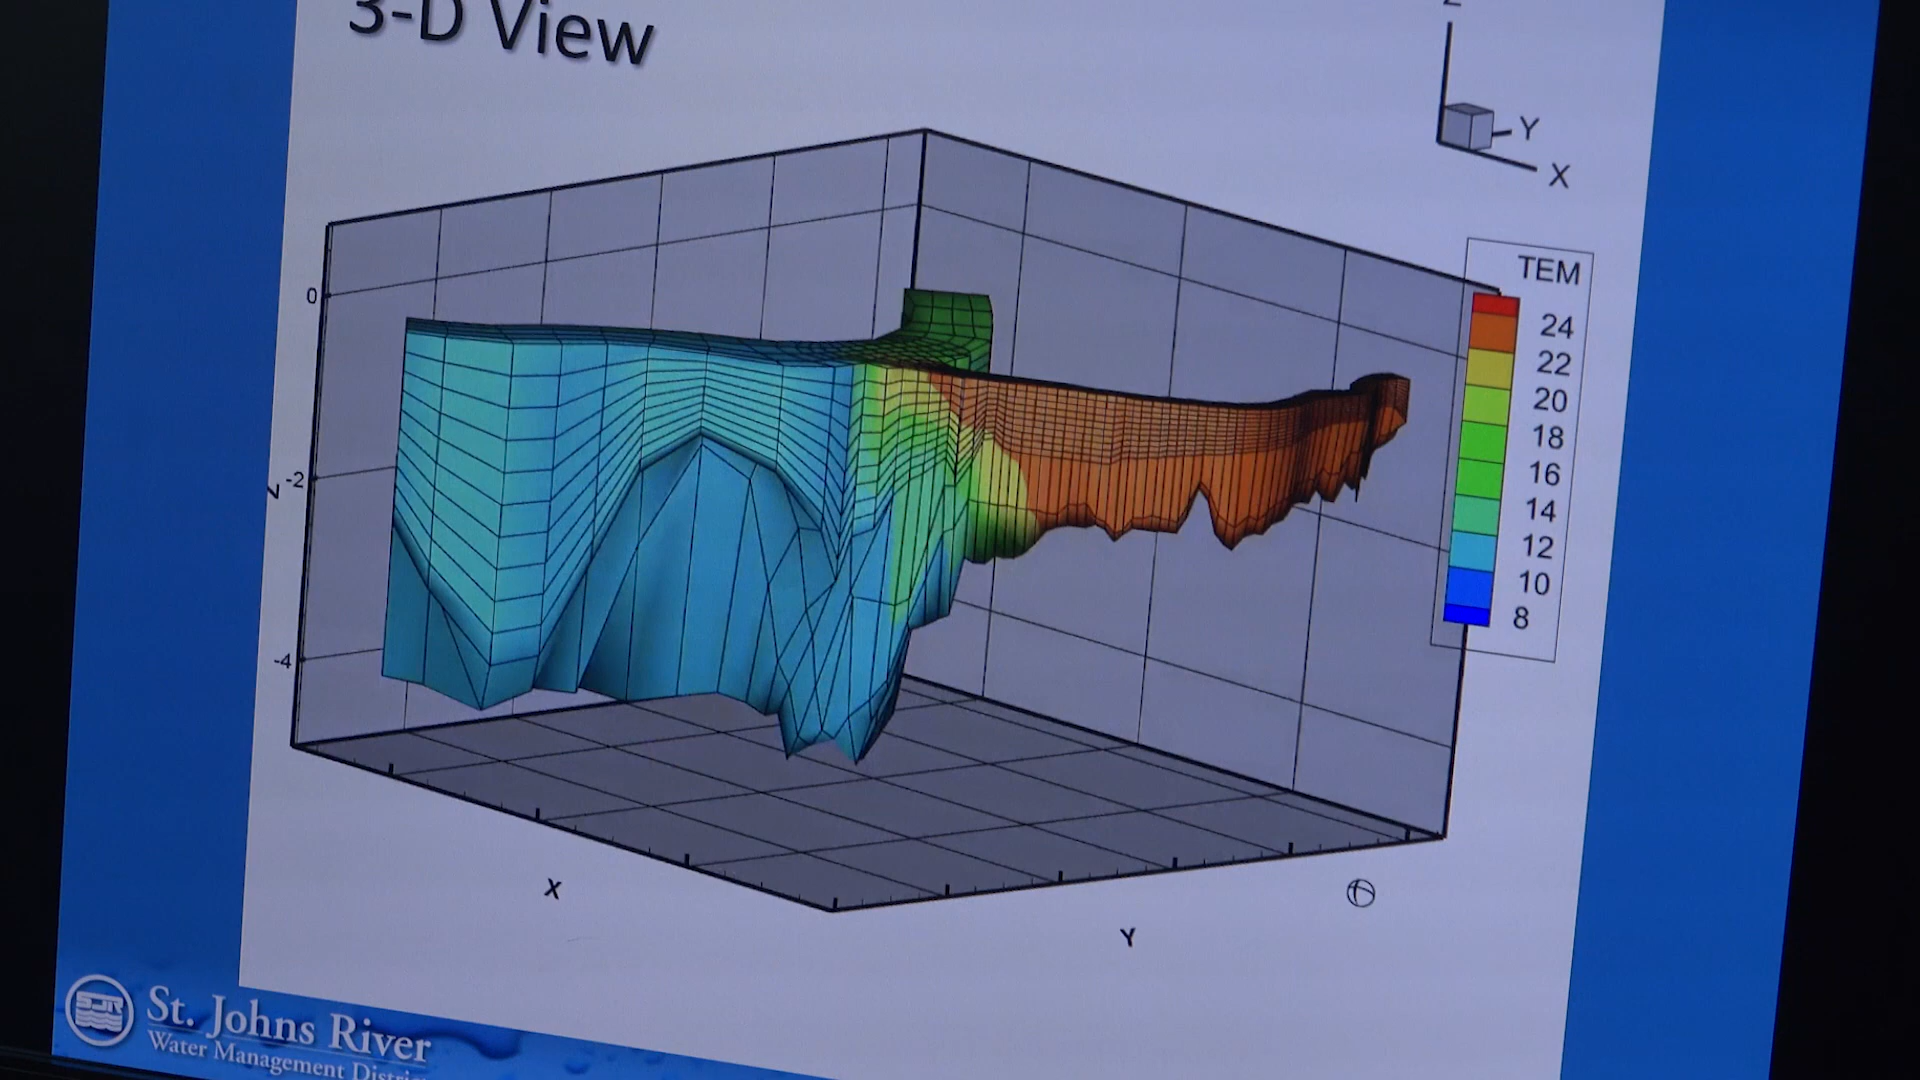 3-D View
Z
Y
X
TEM
24
22
20
18
16
14
12
10
8
0
-2
-4
Z
X
Y
SJR
St. Johns River
Water Management Distric